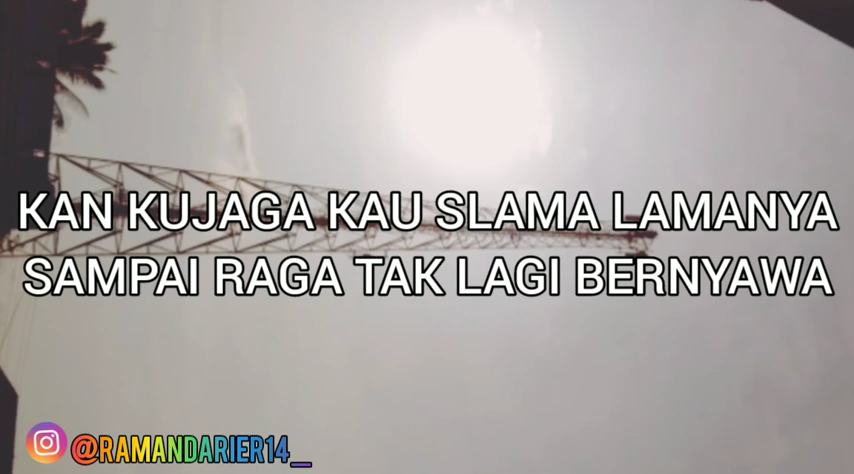 KAN KUJAGA KAU SLAMA LAMANYA
SAMPAI RAGA TAK LAGI BERNYAWA
@RAMANDARIER14_